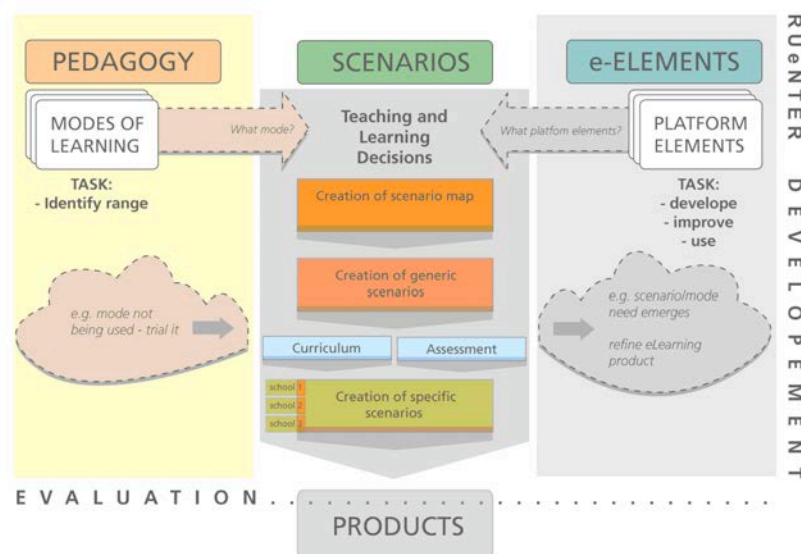 PEDAGOGY
MODES OF
LEARNING
What mode?
TASK:
- Identify range
e.g. mode not
being used - trial it
SCENARIOS
Teaching and
Learning
Decisions
Creation of scenario map
Creation of generic
scenarios
Curriculum
Assessment
school 1
school 2
school 3
Creation of specific
scenarios
e-ELEMENTS
What platfom elements?
PLATFORM
ELEMENTS
TASK:
- develope
- improve
- use
e.g. scenario/mode
need emerges
refine eLearning
product
RUeNTER DEVELOPEMENT
EVALUATION
PRODUCTS